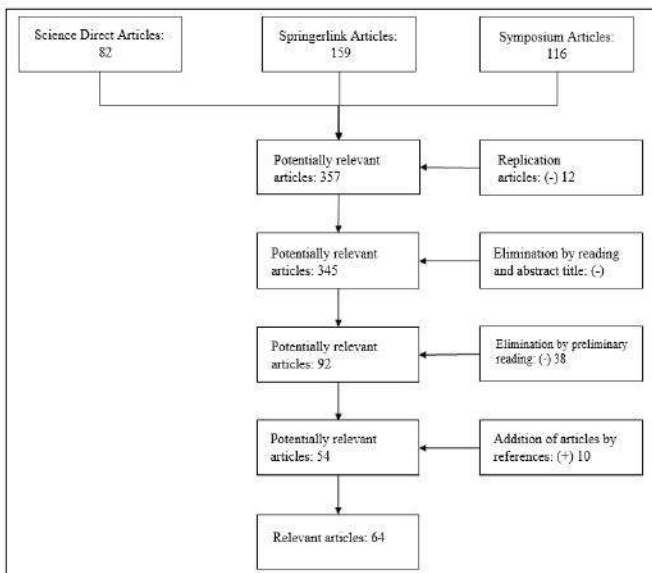 Science Direct Articles:
82
Springerlink Articles:
159
Symposium Articles:
116
Potentially relevant
articles: 357
Replication
articles: (-) 12
Potentially relevant
articles: 345
Elimination by reading
and abstract title: (-)
Potentially relevant
articles: 92
Elimination by preliminary
reading: (-) 38
Potentially relevant
articles: 54
Addition of articles by
references: (+) 10
Relevant articles: 64